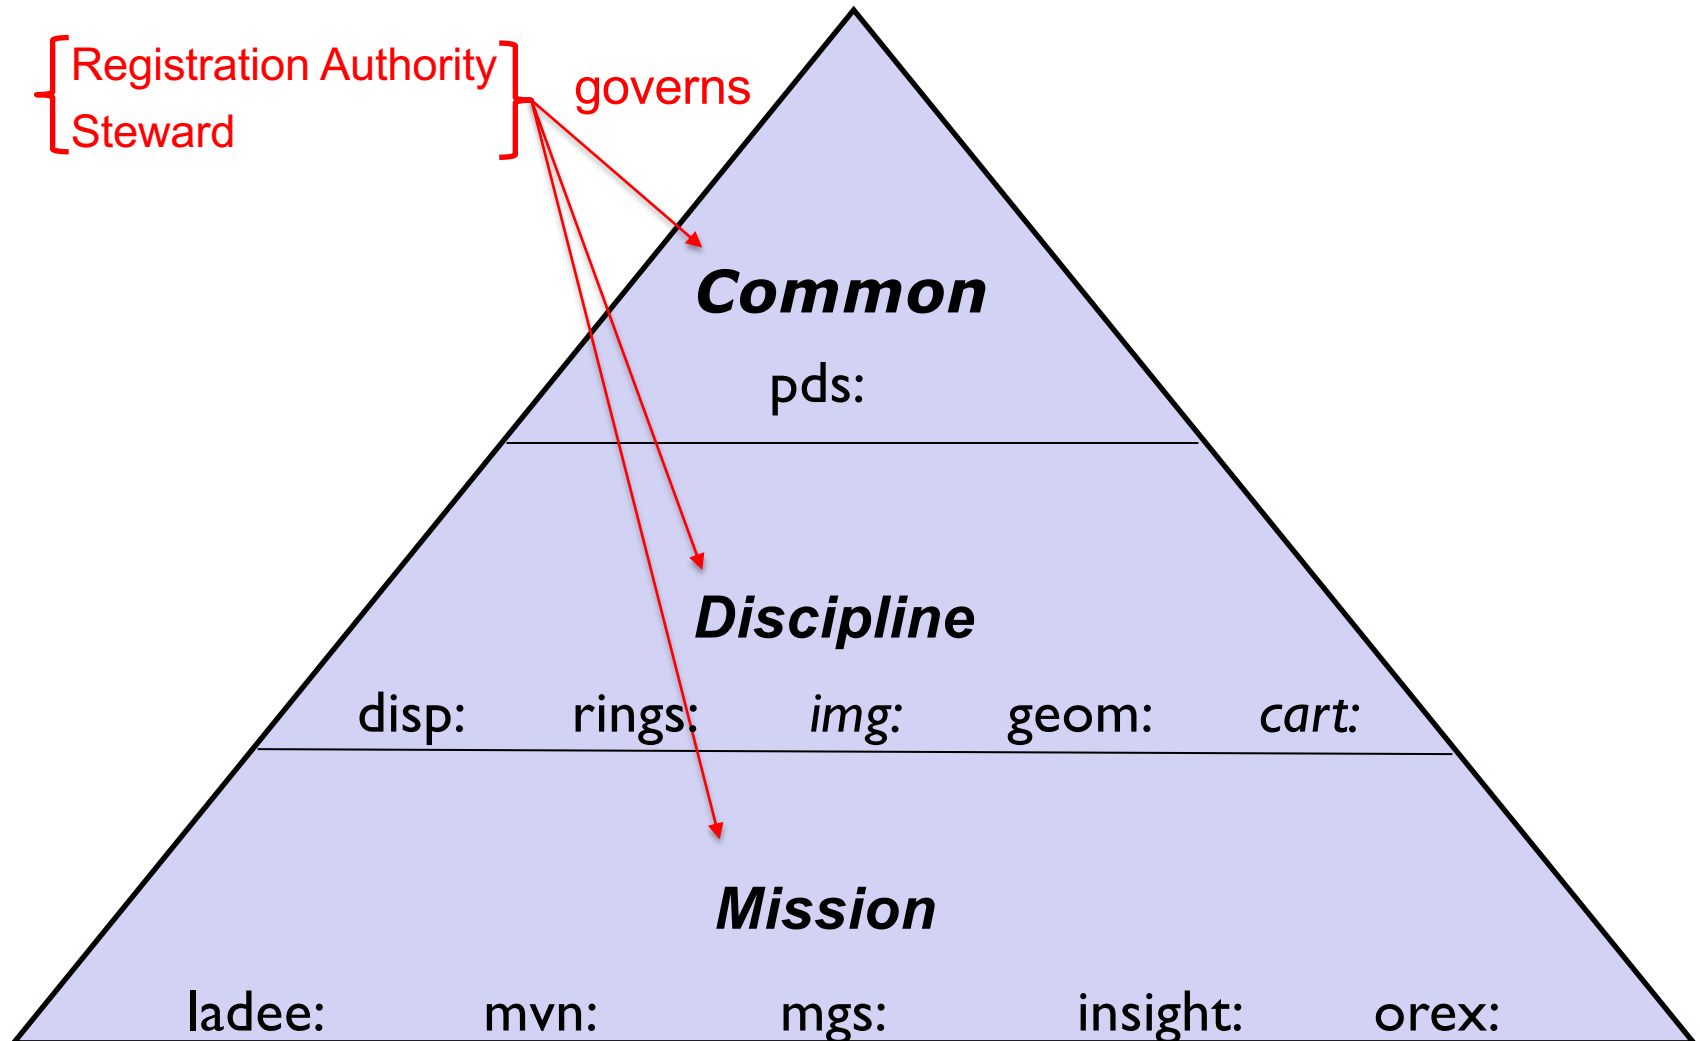 Registration Authority
Steward
governs
Common
pds:
Discipline
disp: rings: img: geom: cart:
Mission
ladee: mvn: mgs: insight: orex: